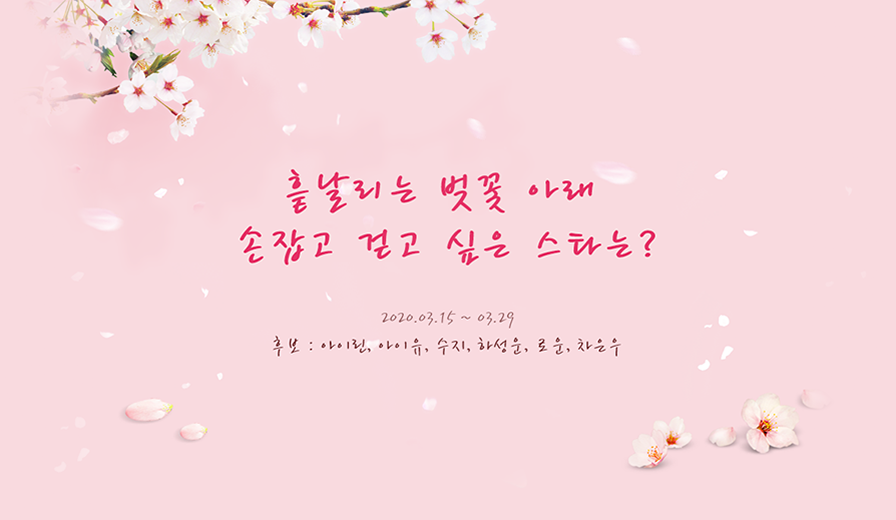 흩날리는 벚꽃 아래
손잡고 걷고 싶은 스타는?
2020.03.15 ~ 03.29
후보 : 아이린, 아이유, 수지, 하성운, 로운, 차은우